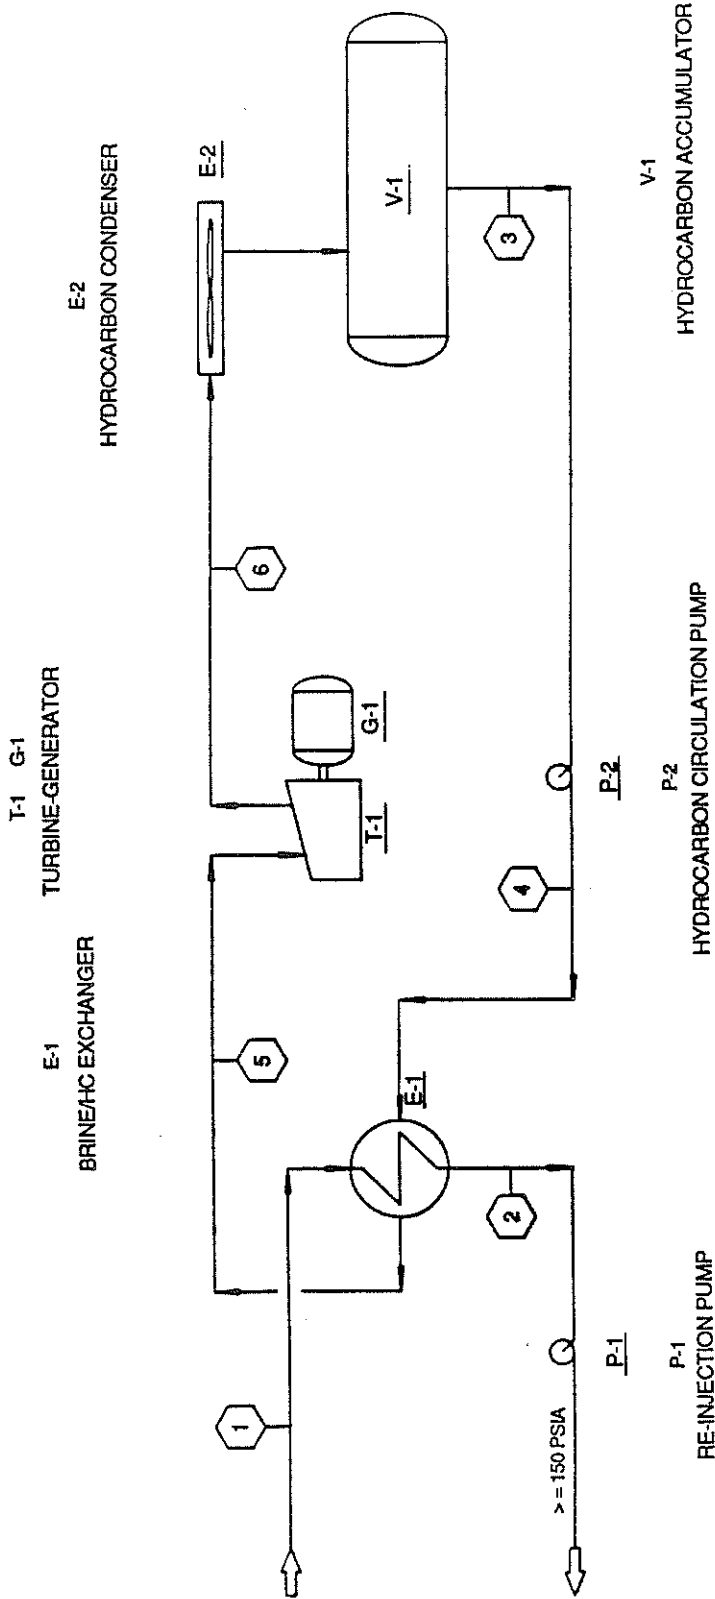 T-1 G-1
TURBINE-GENERATOR
E-2
HYDROCARBON CONDENSER
E-1
BRINE/HC EXCHANGER
E-2
6
5
G-1
T-1
V-1
1
E-1
3
4
2
> = 150 PSIA
P-1
P-2
P-1
RE-INJECTION PUMP
P-2
HYDROCARBON CIRCULATION PUMP
V-1
HYDROCARBON ACCUMULATOR